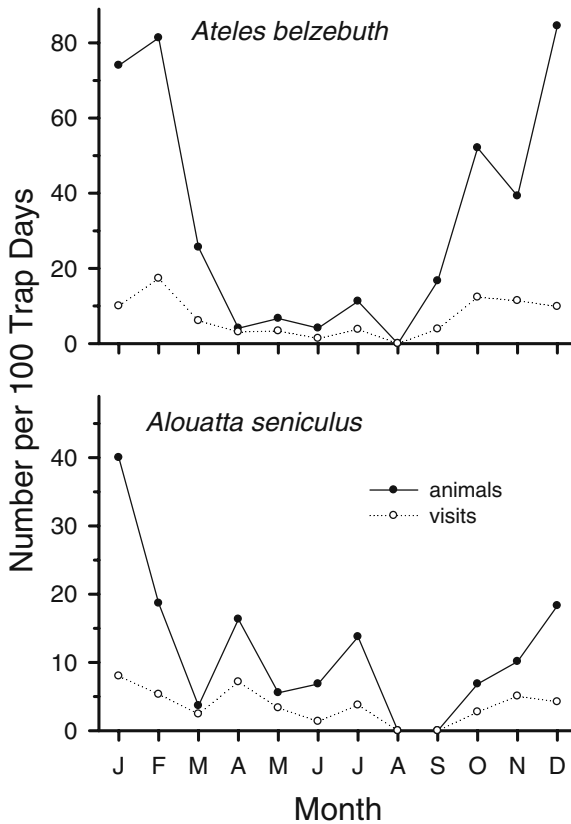 Ateles belzebuth
80
60
40
20
0
Number per 100 Trap Days
Alouatta seniculus
40
30
20
10
0
animals
visits
J F M A M J J A S O N D
Month